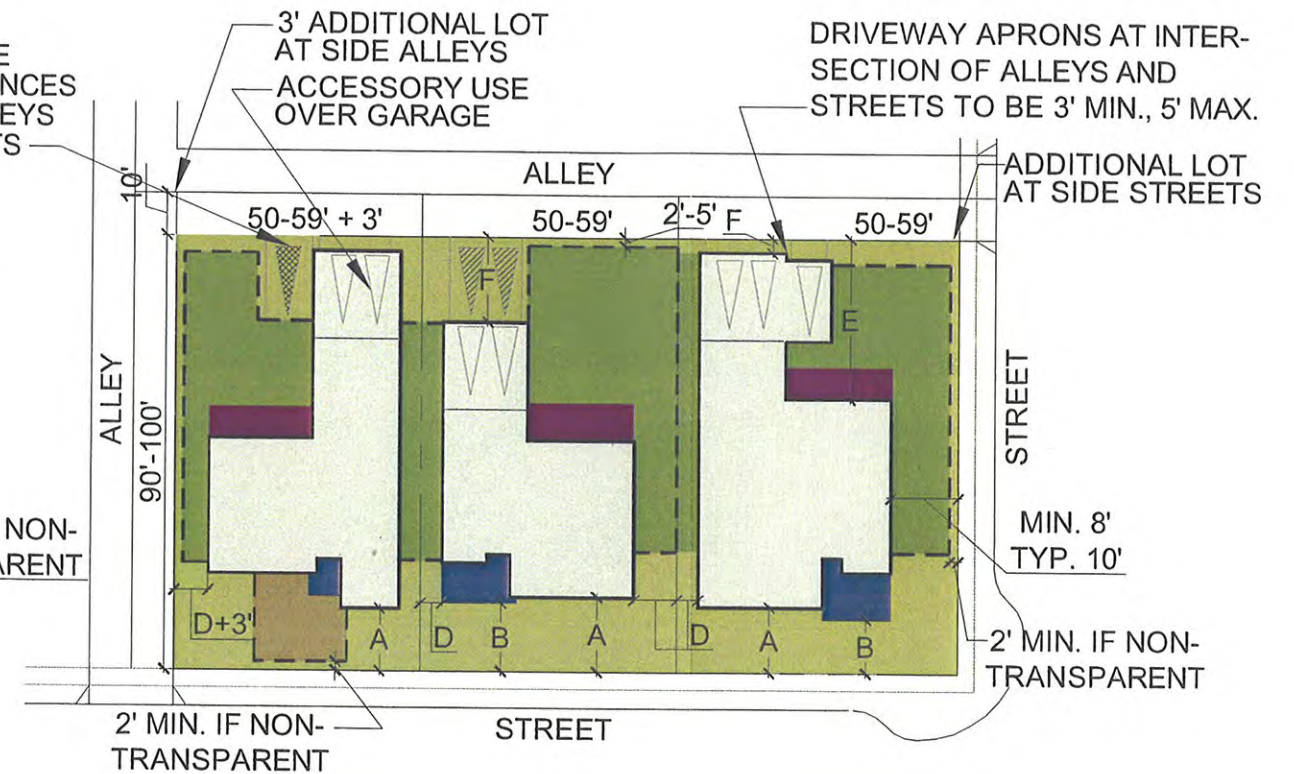 3' ADDITIONAL LOT
AT SIDE ALLEYS
ACCESSORY USE
OVER GARAGE
DRIVEWAY APRONS AT INTER-
SECTION OF ALLEYS AND
STREETS TO BE 3' MIN., 5' MAX.
ADDITIONAL LOT
AT SIDE STREETS
10'
ALLEY
50-59' + 3'
50-59'
2'-5'
F
50-59'
F
E
ALLEY
90'-100'
STREET
MIN. 8'
TYP. 10'
NON-
D+3'
A
D
B
A
D
A
B
2' MIN. IF NON-
TRANSPARENT
2' MIN. IF NON-
TRANSPARENT
STREET